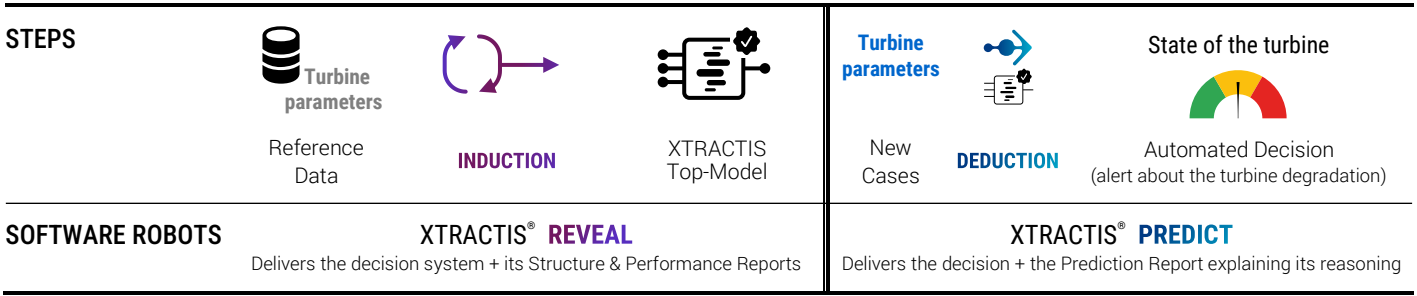 STEPS
Turbine
parameters
Reference
Data
INDUCTION
XTRACTIS
Top-Model
Turbine
parameters
New
Cases
DEDUCTION
State of the turbine
Automated Decision
(alert about the turbine degradation)
SOFTWARE ROBOTS
XTRACTIS® REVEAL
Delivers the decision system + its Structure & Performance Reports
XTRACTIS® PREDICT
Delivers the decision + the Prediction Report explaining its reasoning